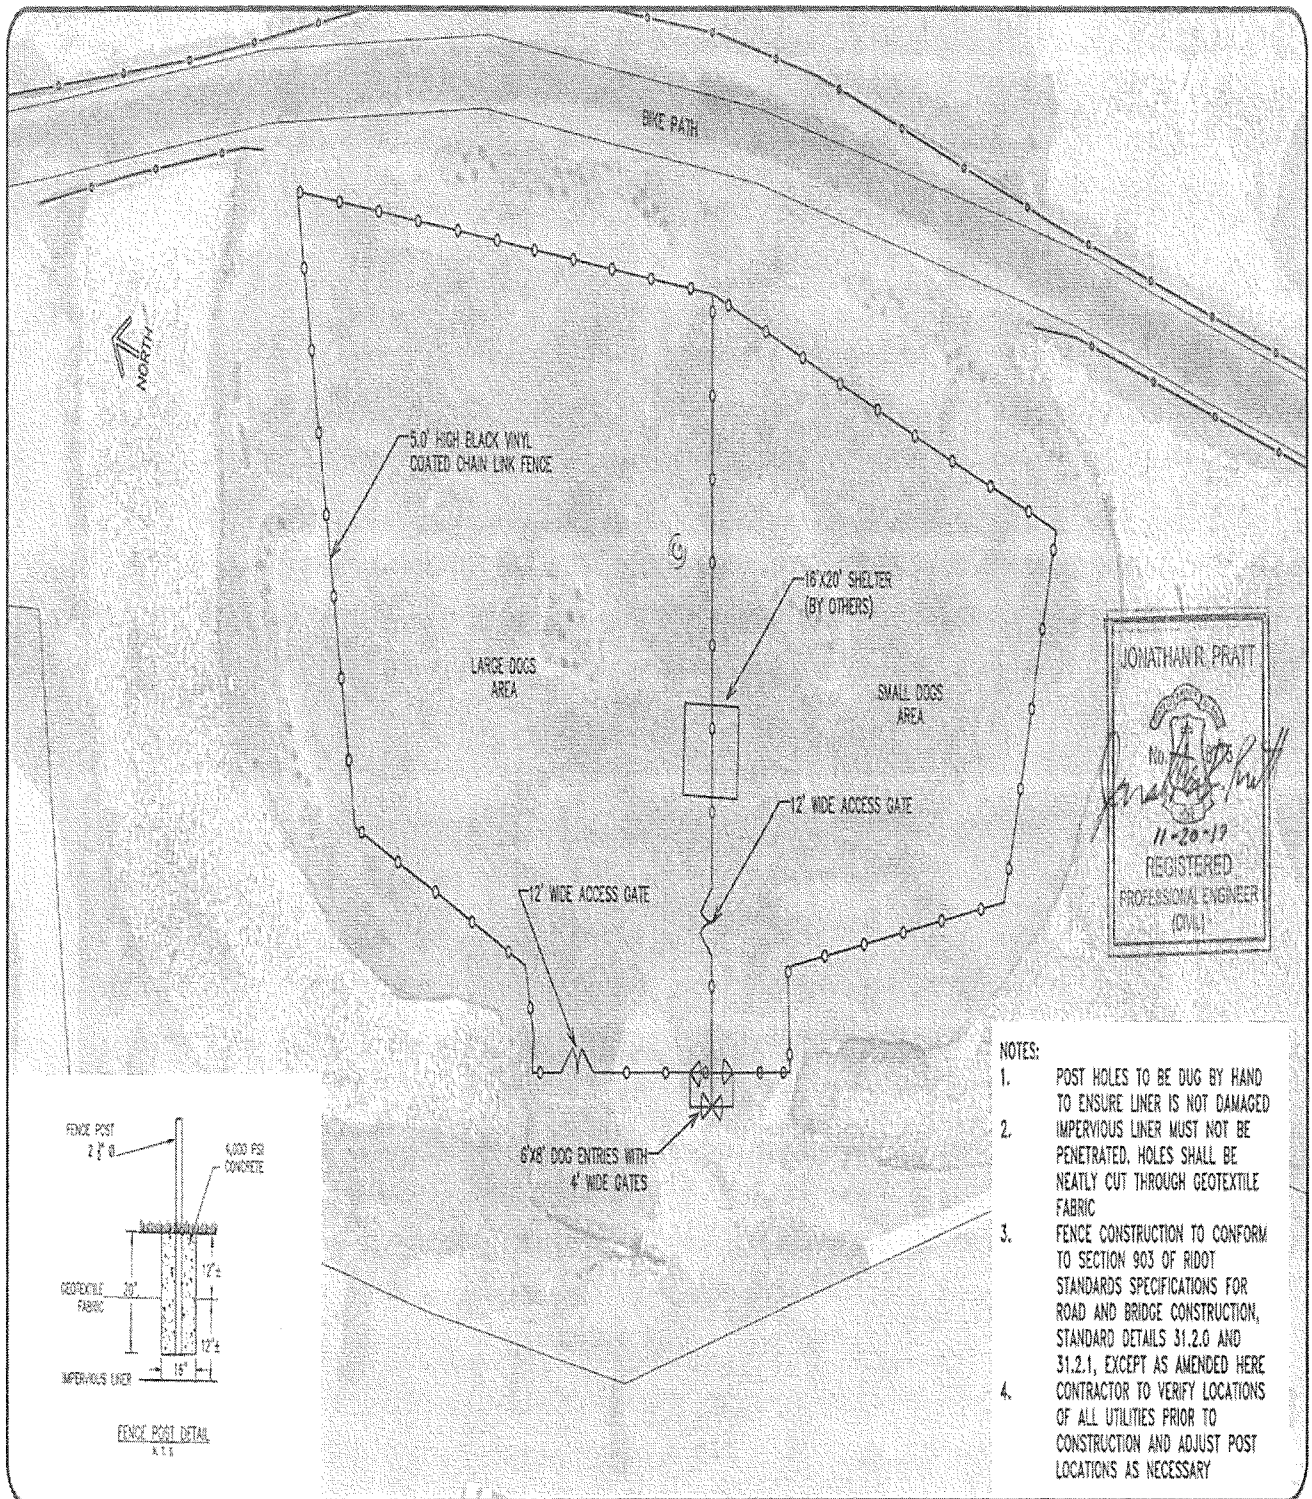 BIKE PATH
NORTH
5.0' HIGH BLACK VINYL
COATED CHAIN LINK FENCE
16'X20' SHELTER
(BY OTHERS)
LARGE DOGS
AREA
SMALL DOGS
AREA
12' WIDE ACCESS GATE
12' WIDE ACCESS GATE
6'X8' DOG ENTRIES WITH
4' WIDE GATES
JONATHAN R. PRATT
No.
11-20-17
REGISTERED
PROFESSIONAL ENGINEER
(CIVIL)
FENCE POST
4,000 PSI
CONCRETE
12"±
GEOTEXTILE
FABRIC
20"
12"±
16"
IMPERVIOUS LINER
FENCE POST DETAIL
N.T.S
NOTES:
1. POST HOLES TO BE DUG BY HAND
TO ENSURE LINER IS NOT DAMAGED
2. IMPERVIOUS LINER MUST NOT BE
PENETRATED. HOLES SHALL BE
NEATLY CUT THROUGH GEOTEXTILE
FABRIC
3. FENCE CONSTRUCTION TO CONFORM
TO SECTION 903 OF RIDOT
STANDARDS SPECIFICATIONS FOR
ROAD AND BRIDGE CONSTRUCTION,
STANDARD DETAILS 31.2.0 AND
31.2.1, EXCEPT AS AMENDED HERE
4. CONTRACTOR TO VERIFY LOCATIONS
OF ALL UTILITIES PRIOR TO
CONSTRUCTION AND ADJUST POST
LOCATIONS AS NECESSARY